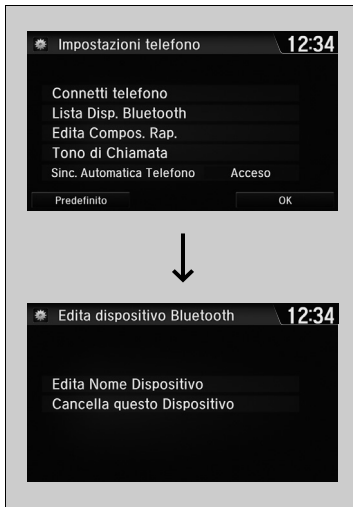 Impostazioni telefono 12:34
Connetti telefono
Lista Disp. Bluetooth
Edita Compos. Rap.
Tono di Chiamata
Sinc. Automatica Telefono Acceso
Predefinito OK
Edita dispositivo Bluetooth 12:34
Edita Nome Dispositivo
Cancella questo Dispositivo